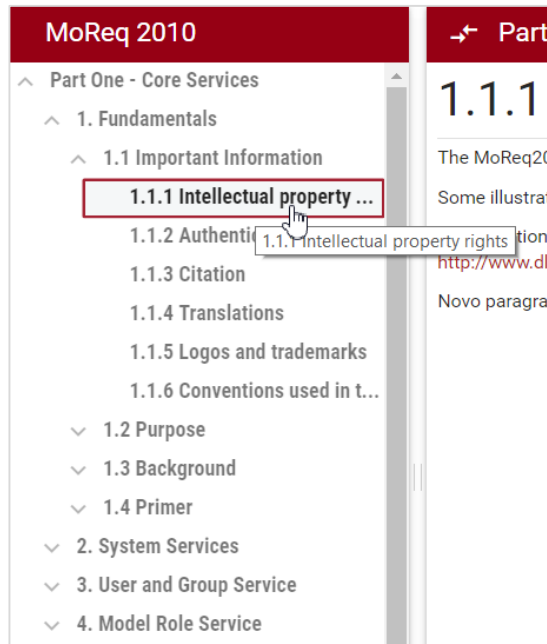 MoReq 2010
Part One - Core Services
1. Fundamentals
1.1 Important Information
1.1.1 Intellectual property ...
1.1.2 Authentic
1.1.1 Intellectual property rights
1.1.3 Citation
1.1.4 Translations
1.1.5 Logos and trademarks
1.1.6 Conventions used in t...
1.2 Purpose
1.3 Background
1.4 Primer
2. System Services
3. User and Group Service
4. Model Role Service
Part
1.1.1
The MoReq20
Some illustrat
tion
http://www.dl
Novo paragra